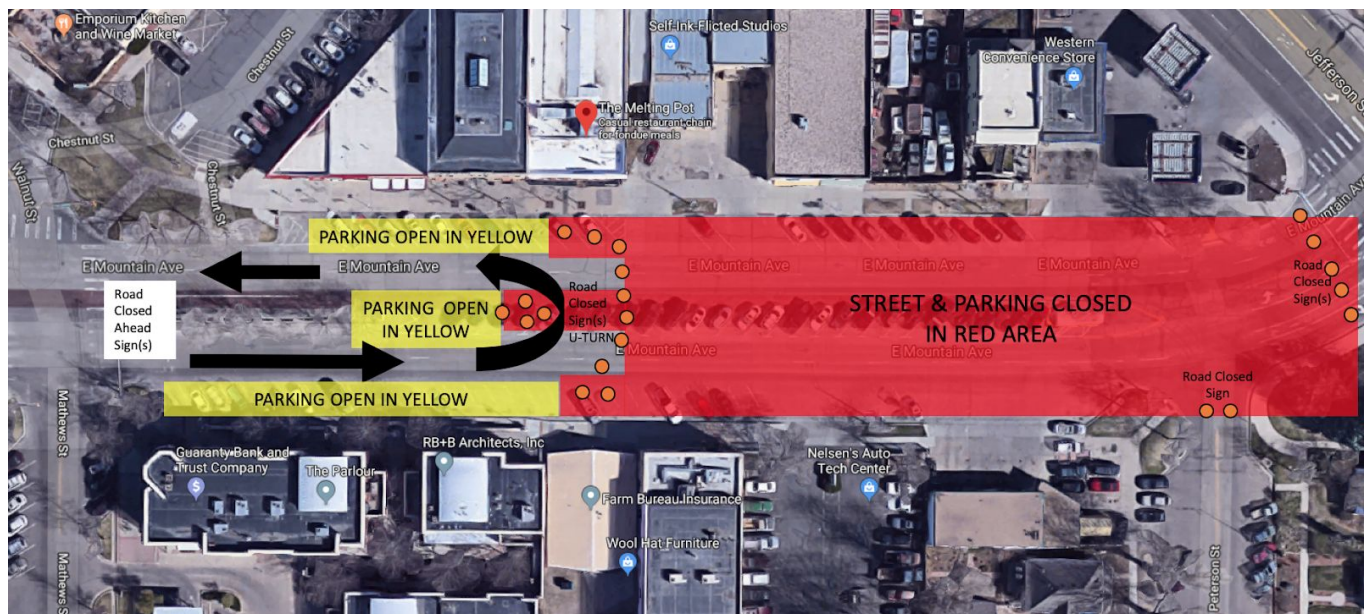 Emporium Kitchen
and Wine Market
Chestnut St
Self-Ink-Flicted Studios
Western
Convenience Store
Jefferson S
The Melting Pot
Casual restaurant chain
for fondue meals
Chestnut St
Walnut St
Chestnut St
E Mountain Av
PARKING OPEN IN YELLOW
E Mountain Ave
E Mountain Ave
E Mountain Ave
E Mountain Ave
E Mountain Ave
Road
Closed
Ahead
Sign(s)
PARKING OPEN
IN YELLOW
Road
Closed
Sign(s)
U-TURN
STREET & PARKING CLOSED
IN RED AREA
Road
Closed
Sign(s)
E Mountain Ave
E Mountain Ave
PARKING OPEN IN YELLOW
Road Closed
Sign
Mathews St
Guaranty Bank and
Trust Company
The Parlour
RB+B Architects, Inc
Farm Bureau Insurance
Nelsen's Auto
Tech Center
Wool Hat Furniture
Mathews S
Peterson St